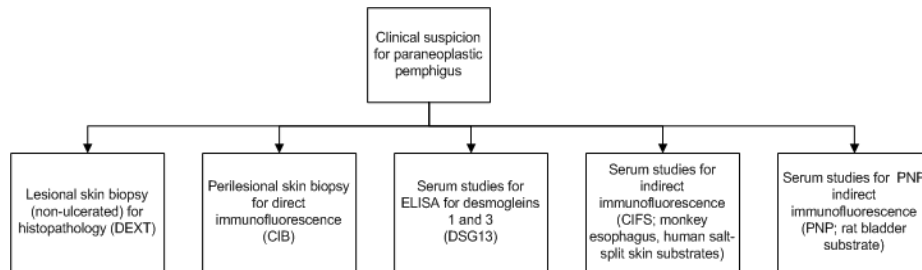 Clinical suspicion
for paraneoplastic
pemphigus
Lesional skin biopsy
(non-ulcerated) for
histopathology (DEXT)
Perilesional skin biopsy
for direct
immunofluorescence
(CIB)
Serum studies for
ELISA for desmogleins
1 and 3
(DSG13)
Serum studies for
indirect
immunofluorescence
(CIFS; monkey
esophagus, human salt-
split skin substrates)
Serum studies for PNP
indirect
immunofluorescence
(PNP; rat bladder
substrate)